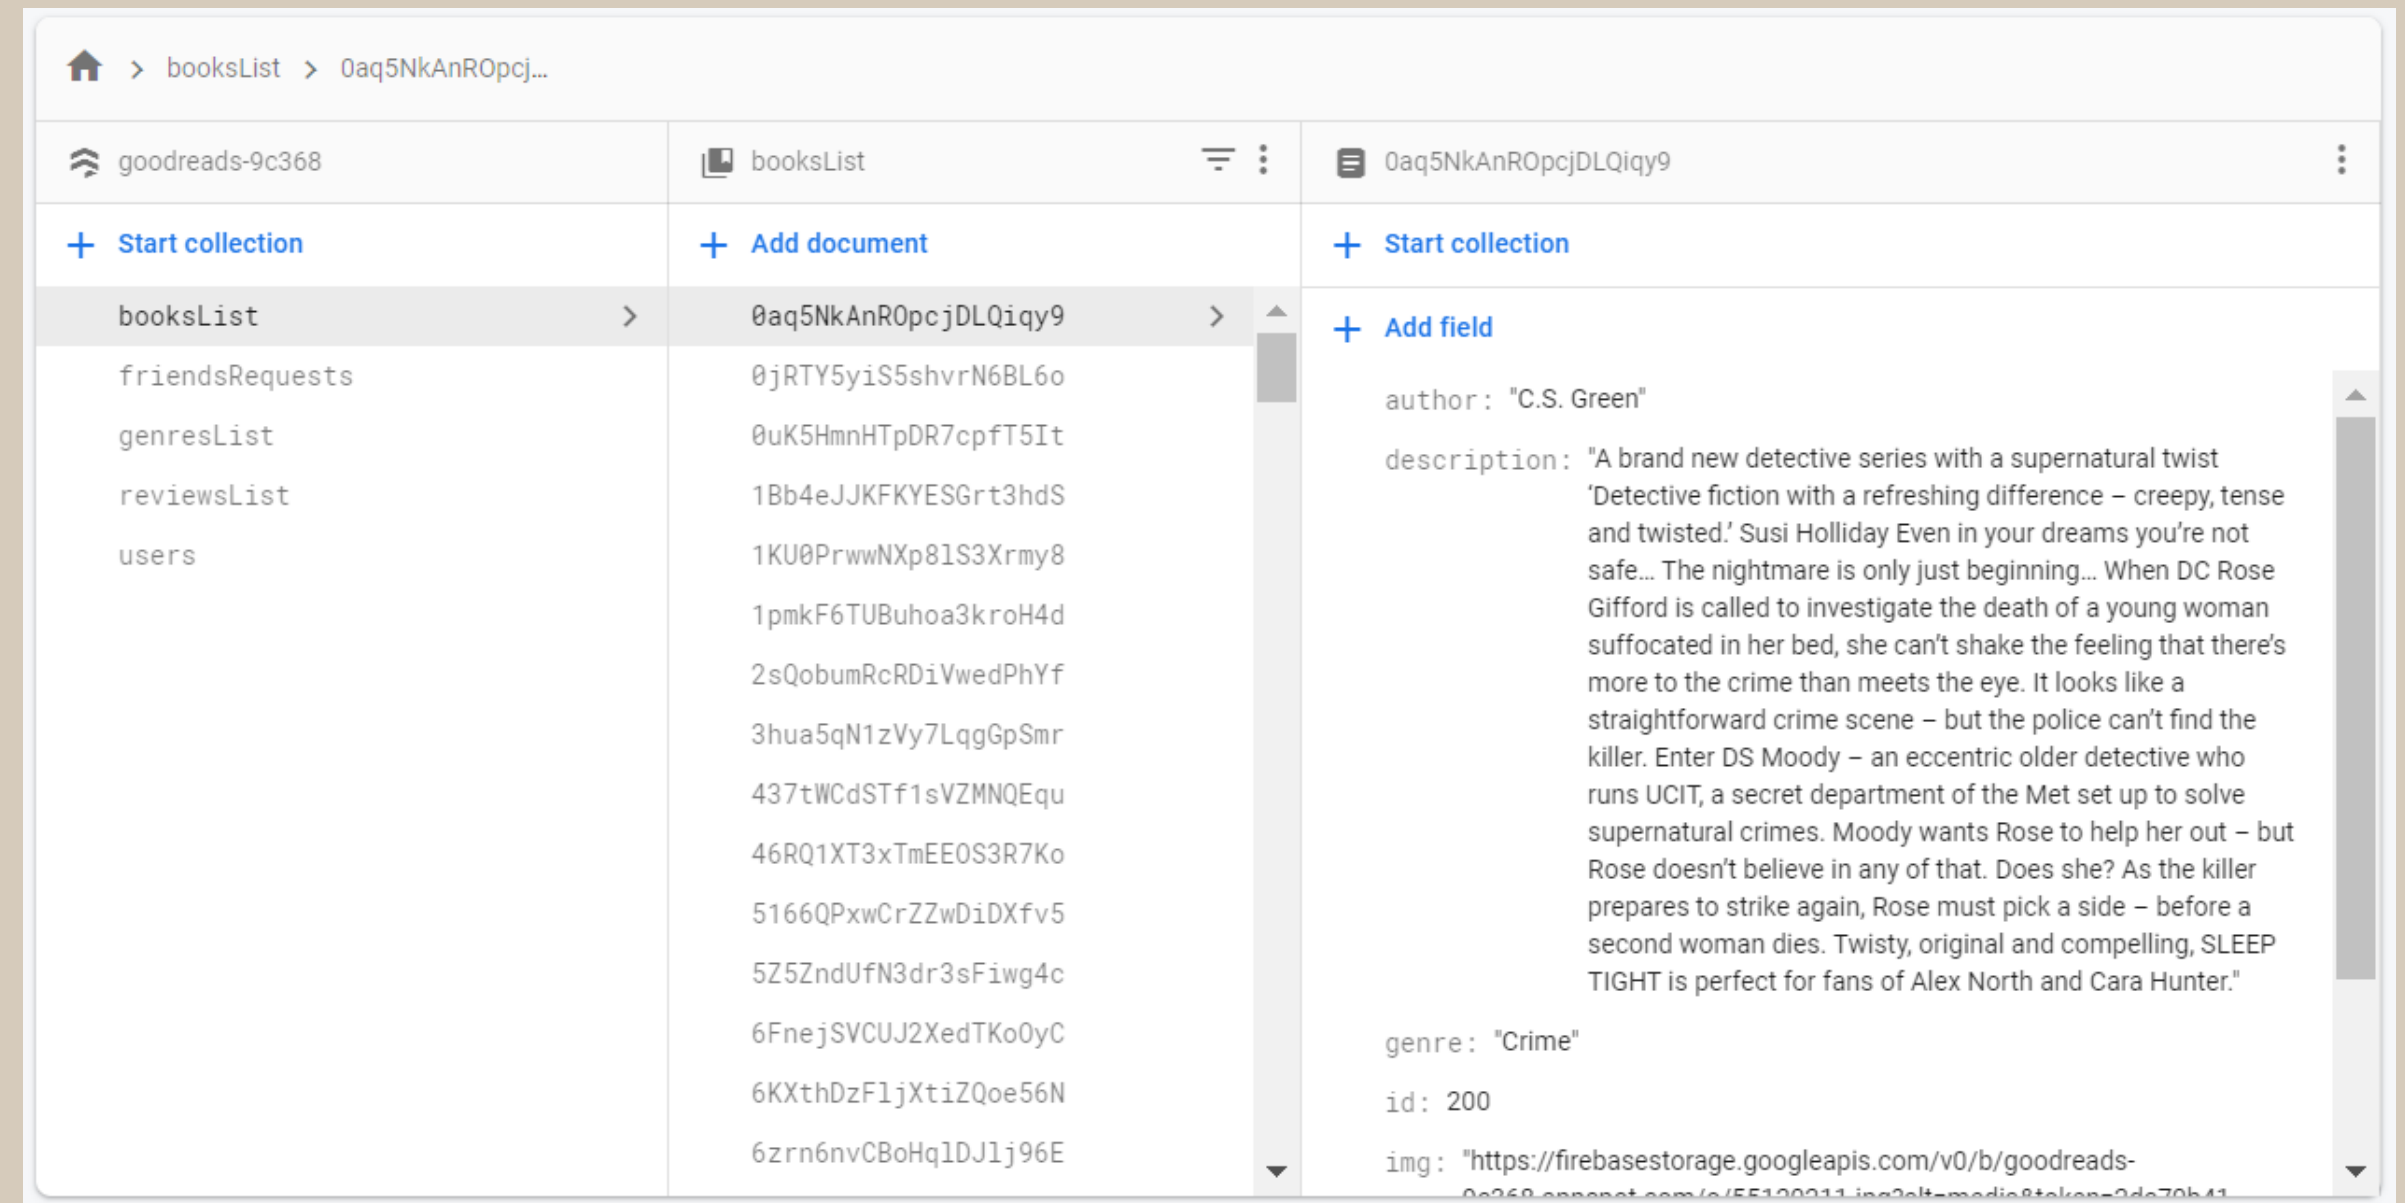 booksList
0aq5NkAnROpcj...
goodreads-9c368
booksList
0aq5NkAnROpcjDLQiqy9
Start collection
Add document
Start collection
booksList
friendsRequests
genresList
reviewsList
users
0aq5NkAnROpcjDLQiqy9
0jRTY5yiS5shvrN6BL6o
0uK5HmnHTpDR7cpfT5It
1Bb4eJJKFKYESGrt3hdS
1KU0PrwwNXp8lS3Xrmy8
1pmkF6TUBuhoa3kroH4d
2sQobumRcRDiVwedPhYf
3hua5qN1zVy7LqgGpSmr
437tWCdSTf1sVZMNQEqu
46RQ1XT3xTmEEOS3R7Ko
5166QPxwCrZZwDiDXfv5
5Z5ZndUfN3dr3sFiwg4c
6FnejSVCUJ2XedTKoOyC
6KXthDzFljXtiZQoe56N
6zrn6nvCBoHqlDJlj96E
Add field
author: "C.S. Green"
description: "A brand new detective series with a supernatural twist
‘Detective fiction with a refreshing difference – creepy, tense
and twisted.’ Susi Holliday Even in your dreams you’re not
safe… The nightmare is only just beginning… When DC Rose
Gifford is called to investigate the death of a young woman
suffocated in her bed, she can’t shake the feeling that there’s
more to the crime than meets the eye. It looks like a
straightforward crime scene – but the police can’t find the
killer. Enter DS Moody – an eccentric older detective who
runs UCIT, a secret department of the Met set up to solve
supernatural crimes. Moody wants Rose to help her out – but
Rose doesn’t believe in any of that. Does she? As the killer
prepares to strike again, Rose must pick a side – before a
second woman dies. Twisty, original and compelling, SLEEP
TIGHT is perfect for fans of Alex North and Cara Hunter."
genre: "Crime"
id: 200
img: "https://firebasestorage.googleapis.com/v0/b/goodreads-